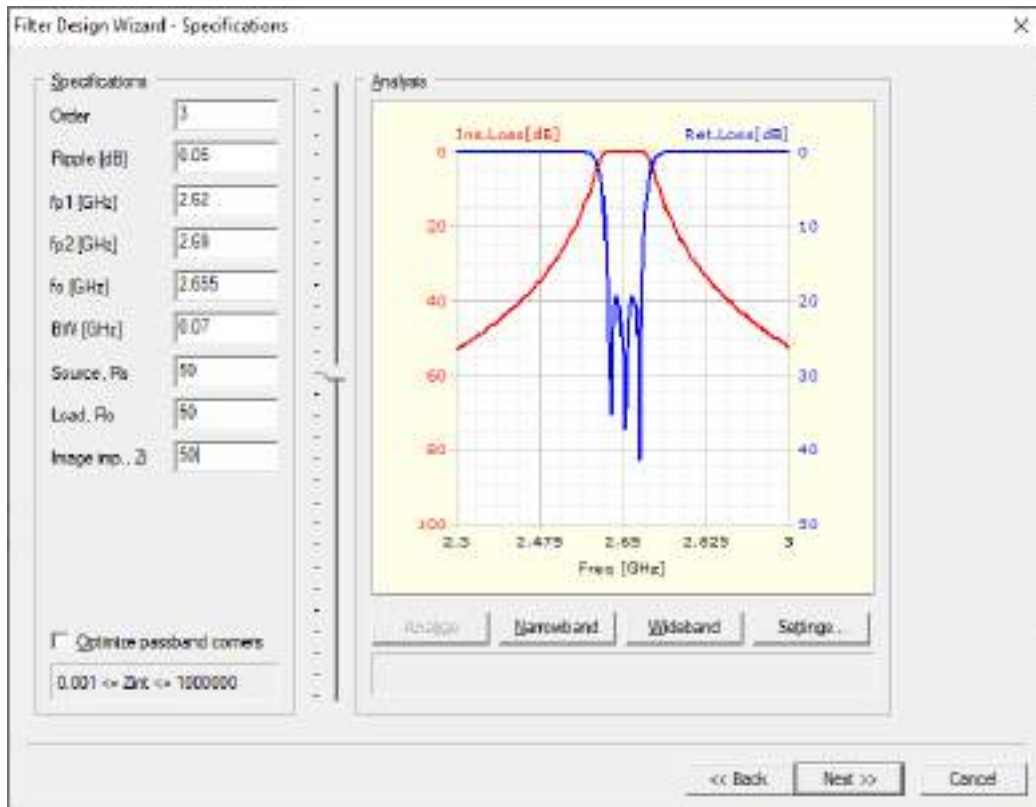 Filter Design Wizard - Specifications
Specifications
Order 3
Ripple [dB] 0.05
fp1 [GHz] 2.62
fp2 [GHz] 2.69
fo [GHz] 2.655
BW [GHz] 0.07
Source, Rs 50
Load, Ro 50
Image imp., Zi 50
Optimize passband corners
0.001 <= Zint <= 1000000
Analysis
Ins.Loss[dB] Ret.Loss[dB]
0 0
20 10
40 20
60 30
80 40
100 50
2.3 2.475 2.65 2.825 3
Freq [GHz]
Analyze Narrowband Wideband Settings...
<< Back Next >> Cancel